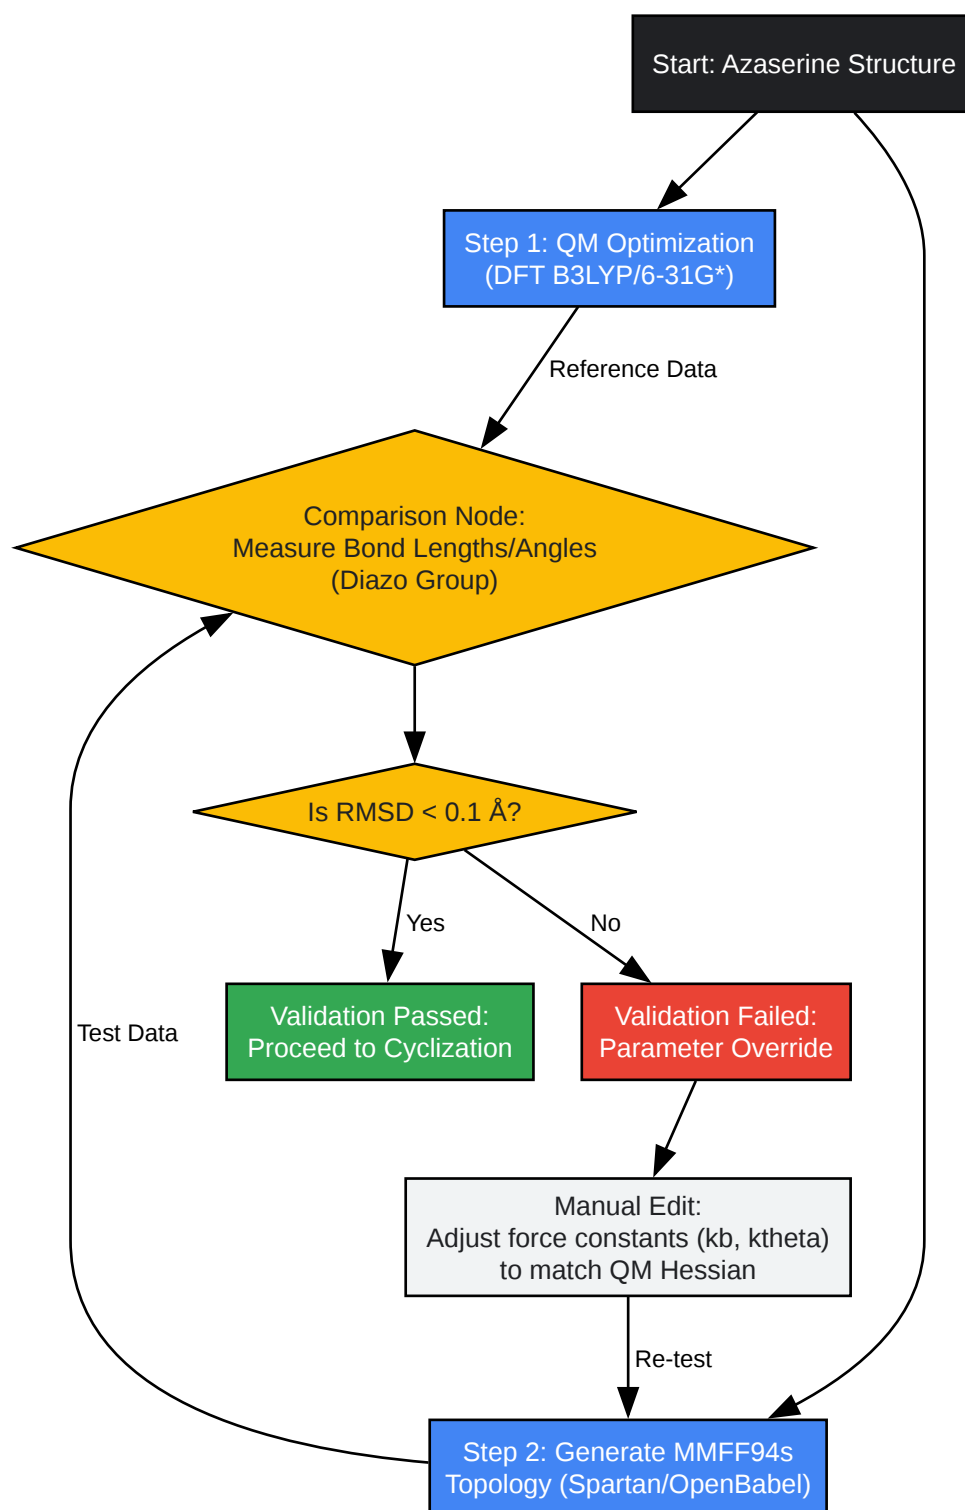 Start: Azaserine Structure
Step 1: QM Optimization
(DFT B3LYP/6-31G*)
Reference Data
Comparison Node:
Measure Bond Lengths/Angles
(Diazo Group)
Is RMSD < 0.1 Å?
Yes
No
Validation Passed:
Proceed to Cyclization
Validation Failed:
Parameter Override
Test Data
Manual Edit:
Adjust force constants (kb, ktheta)
to match QM Hessian
Re-test
Step 2: Generate MMFF94s
Topology (Spartan/OpenBabel)